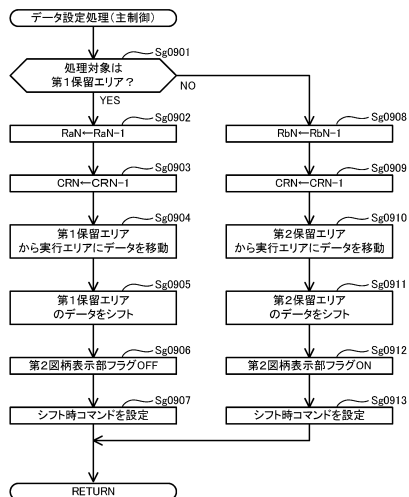 データ設定処理(主制御)
Sg0901
処理対象は
第1保留エリア?
YES
NO
Sg0902
RaN←RaN-1
Sg0903
CRN←CRN-1
Sg0904
第1保留エリア
から実行エリアにデータを移動
Sg0905
第1保留エリア
のデータをシフト
Sg0906
第2図柄表示部フラグOFF
Sg0907
シフト時コマンドを設定
Sg0908
RbN←RbN-1
Sg0909
CRN←CRN-1
Sg0910
第2保留エリア
から実行エリアにデータを移動
Sg0911
第2保留エリア
のデータをシフト
Sg0912
第2図柄表示部フラグON
Sg0913
シフト時コマンドを設定
RETURN